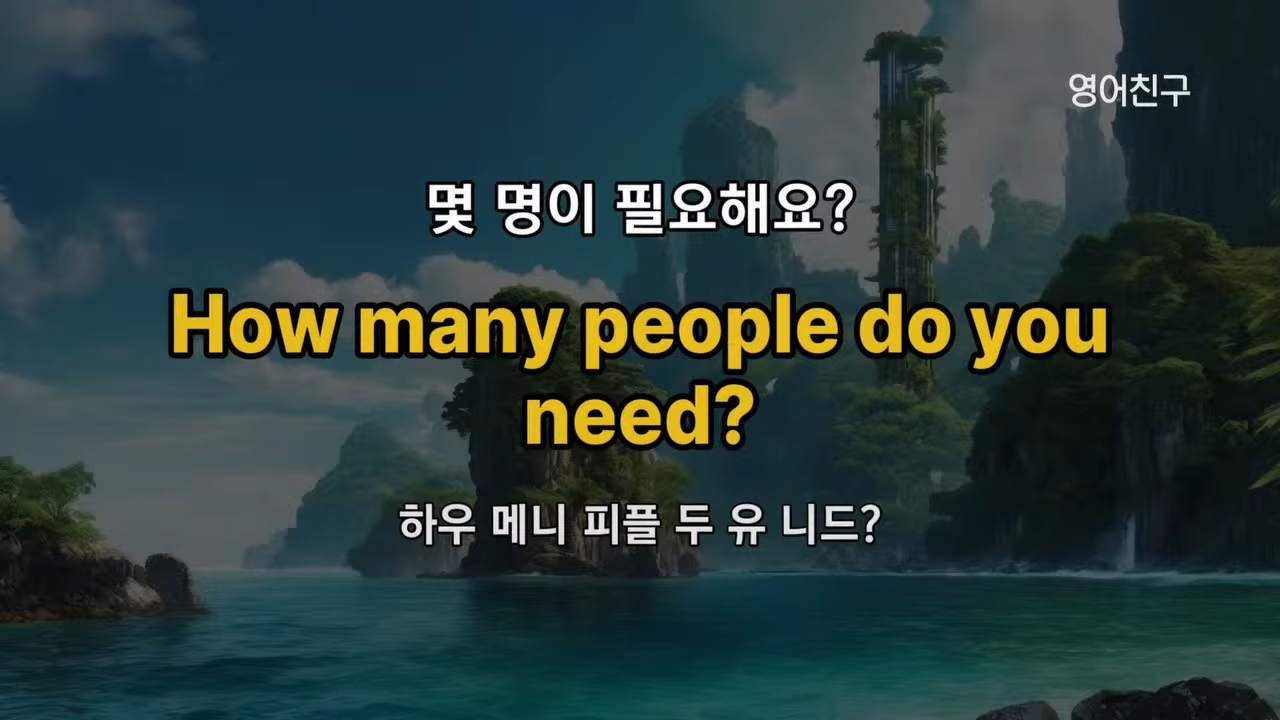 영어친구
몇 명이 필요해요?
How many people do you
need?
하우 메니 피플 두 유 니드?